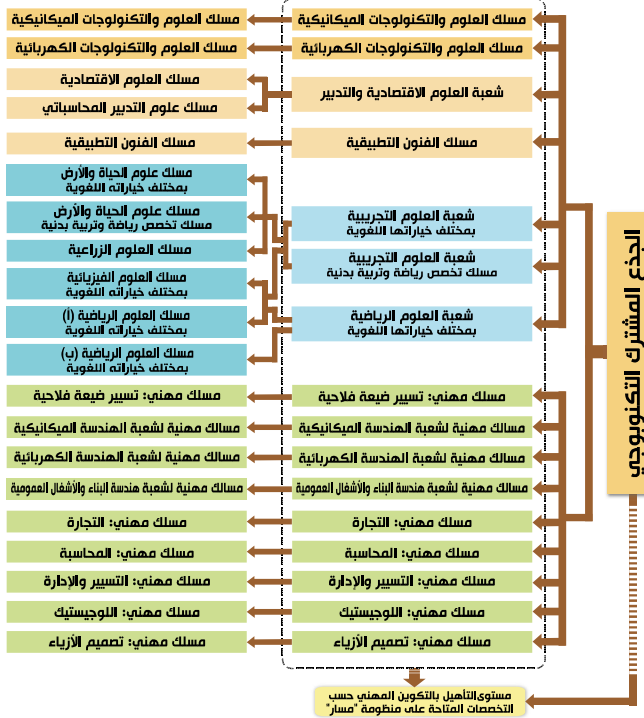 الجذع المشترك التكنولوجي
مسلك العلوم والتكنولوجات الميكانيكية
مسلك العلوم والتكنولوجات الكهربائية
شعبة العلوم الاقتصادية والتدبير
مسلك الفنون التطبيقية
شعبة العلوم التجريبية
بمختلف خياراتها اللغوية
شعبة العلوم التجريبية
مسلك تخصص رياضة وتربية بدنية
شعبة العلوم الرياضية
بمختلف خياراتها اللغوية
مسلك مهني: تسيير ضيعة فلاحية
مسالك مهنية لشعبة الهندسة الميكانيكية
مسالك مهنية لشعبة الهندسة الكهربائية
مسالك مهنية لشعبة هندسة البناء والأشغال العمومية
مسلك مهني: التجارة
مسلك مهني: المحاسبة
مسلك مهني: التسيير والإدارة
مسلك مهني: اللوجيستيك
مسلك مهني: تصميم الأزياء
مسلك العلوم والتكنولوجات الميكانيكية
مسلك العلوم والتكنولوجات الكهربائية
مسلك العلوم الاقتصادية
مسلك علوم التدبير المحاسباتي
مسلك الفنون التطبيقية
مسلك علوم الحياة والأرض
بمختلف خياراته اللغوية
مسلك علوم الحياة والأرض
مسلك تخصص رياضة وتربية بدنية
مسلك العلوم الزراعية
مسلك العلوم الفيزيائية
بمختلف خياراته اللغوية
مسلك العلوم الرياضية (أ)
بمختلف خياراته اللغوية
مسلك العلوم الرياضية (ب)
بمختلف خياراته اللغوية
مسلك مهني: تسيير ضيعة فلاحية
مسالك مهنية لشعبة الهندسة الميكانيكية
مسالك مهنية لشعبة الهندسة الكهربائية
مسالك مهنية لشعبة هندسة البناء والأشغال العمومية
مسلك مهني: التجارة
مسلك مهني: المحاسبة
مسلك مهني: التسيير والإدارة
مسلك مهني: اللوجيستيك
مسلك مهني: تصميم الأزياء
مستوى التأهيل بالتكوين المهني حسب
التخصصات المتاحة على منظومة "مسار"